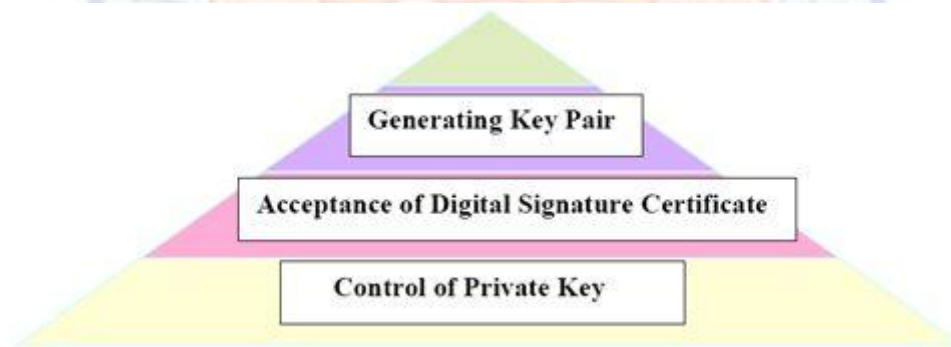 Generating Key Pair
Acceptance of Digital Signature Certificate
Control of Private Key